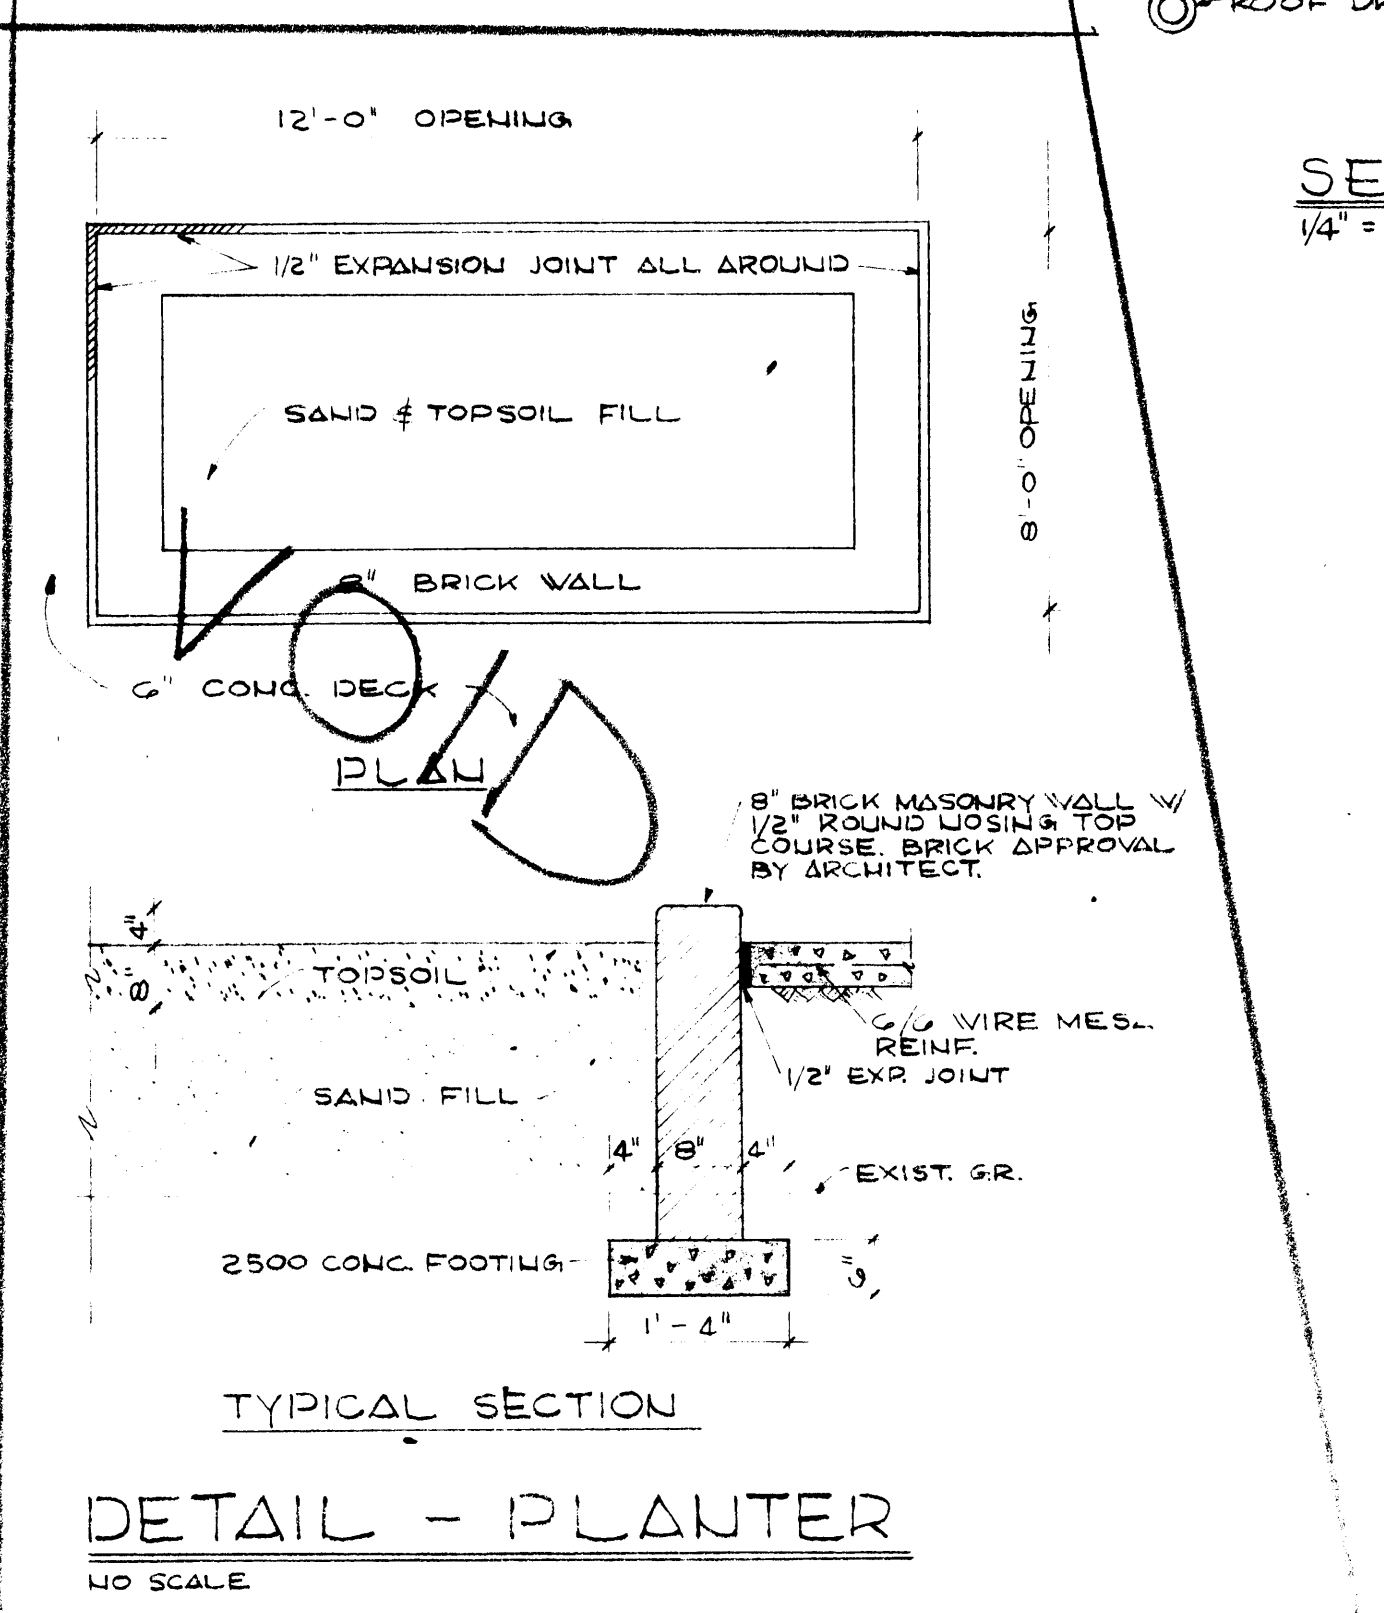 ROOF
12'-0" OPENING
SE
1/4" =
1/2" EXPANSION JOINT ALL AROUND
8'-0" OPENING
SAND & TOPSOIL FILL
8" BRICK WALL
6" CONC. DECK
VOID
PLAN
8" BRICK MASONRY WALL W/
1/2" ROUND NOSING TOP
COURSE. BRICK APPROVAL
BY ARCHITECT.
4"
8"
TOPSOIL
6/6 WIRE
REINF.
1/2" EXP. JOINT
SAND FILL
4" 8" 4"
EXIST. GR.
2500 CONC. FOOTING
1'-4"
TYPICAL SECTION
DETAIL - PLANTER
NO SCALE